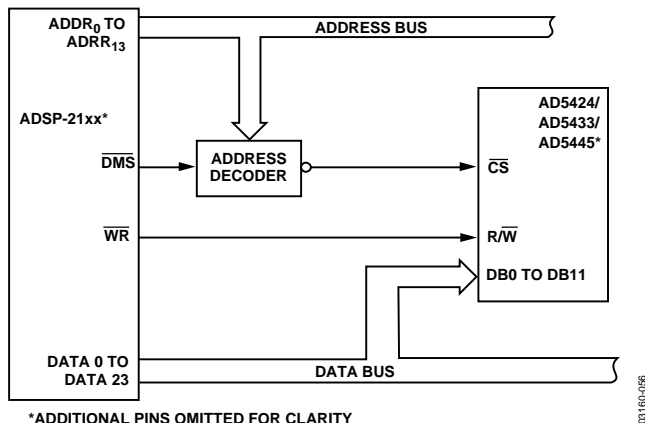 ADDR0 TO
ADRR13
ADDRESS BUS
ADSP-21xx*
AD5424/
AD5433/
AD5445*
DMS
ADDRESS
DECODER
CS
WR
R/W
DB0 TO DB11
DATA 0 TO
DATA 23
DATA BUS
*ADDITIONAL PINS OMITTED FOR CLARITY
03160-056